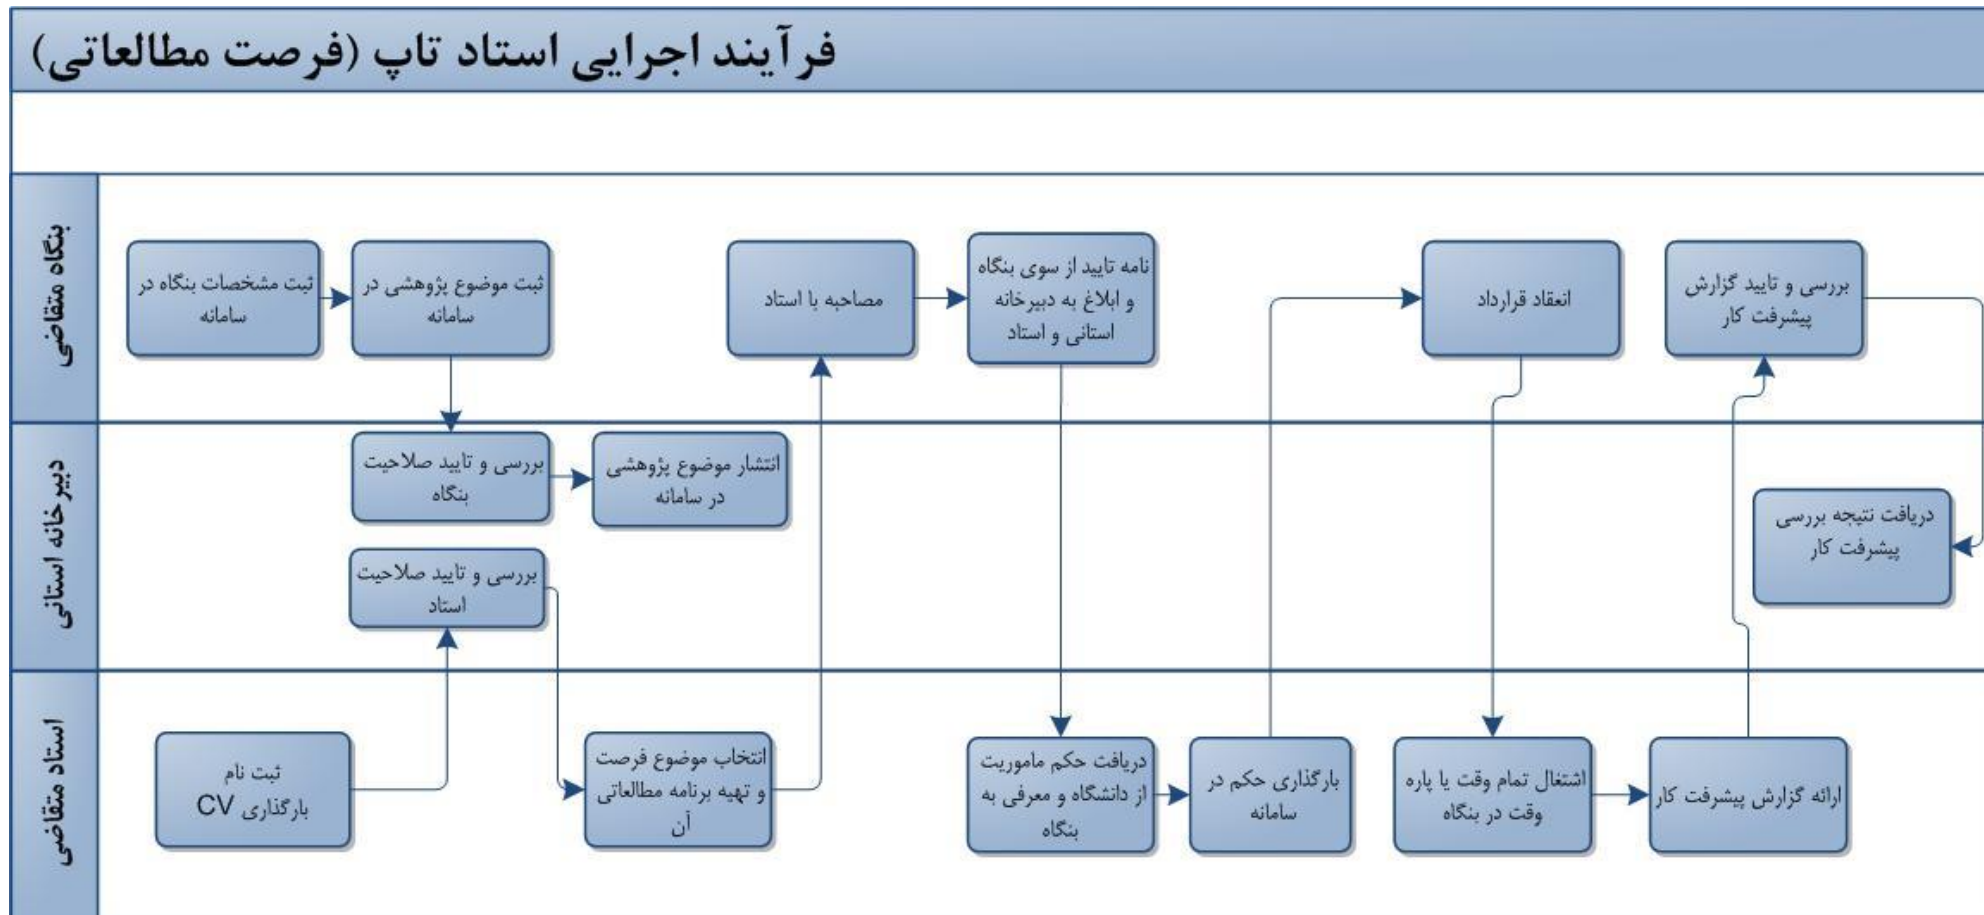 فرآیند اجرایی استاد تاپ (فرصت مطالعاتی)
بنگاه متقاضی
ثبت مشخصات بنگاه در
سامانه
ثبت موضوع پژوهشی در
سامانه
مصاحبه با استاد
نامه تایید از سوی بنگاه
و ابلاغ به دبیرخانه
استانی و استاد
انعقاد قرارداد
بررسی و تایید گزارش
پیشرفت کار
دبیرخانه استانی
بررسی و تایید صلاحیت
بنگاه
انتشار موضوع پژوهشی
در سامانه
بررسی و تایید صلاحیت
استاد
دریافت نتیجه بررسی
پیشرفت کار
استاد متقاضی
ثبت نام
بارگذاری CV
انتخاب موضوع فرصت
و تهیه برنامه مطالعاتی
آن
دریافت حکم ماموریت
از دانشگاه و معرفی به
بنگاه
بارگذاری حکم در
سامانه
اشتغال تمام وقت یا پاره
وقت در بنگاه
ارائه گزارش پیشرفت کار